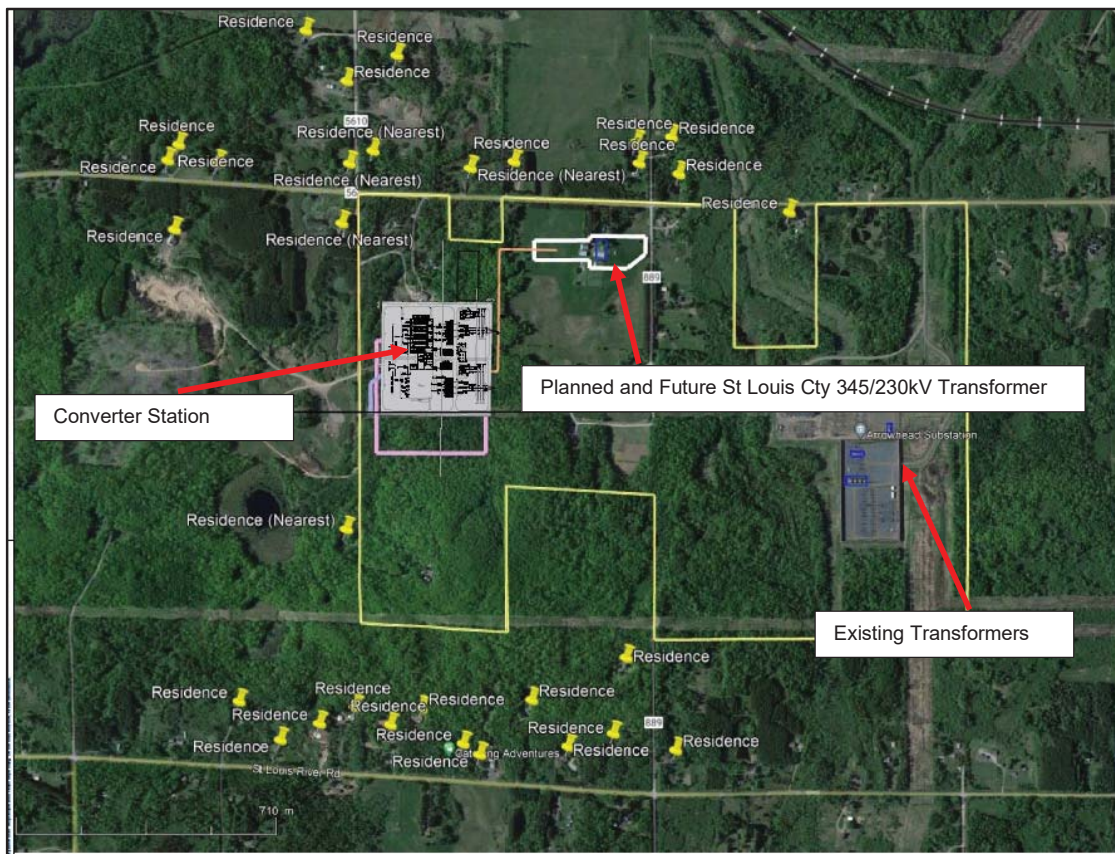 Residence
Residence
Residence
5610
Residence
Residence (Nearest)
Residence
Residence
Residence
Residence
Residence
Residence
Residence
Residence (Nearest)
Residence (Nearest)
56
Residence
Residence
Residence (Nearest)
889
Planned and Future St Louis Cty 345/230kV Transformer
Converter Station
Arrowhead Substation
Residence (Nearest)
Existing Transformers
Residence
Residence
Residence
Residence
Residence
Residence
Residence
889
Residence
Residence
Residence
Residence
Residence
Residence
Adventures
St Louis River Rd
710 m